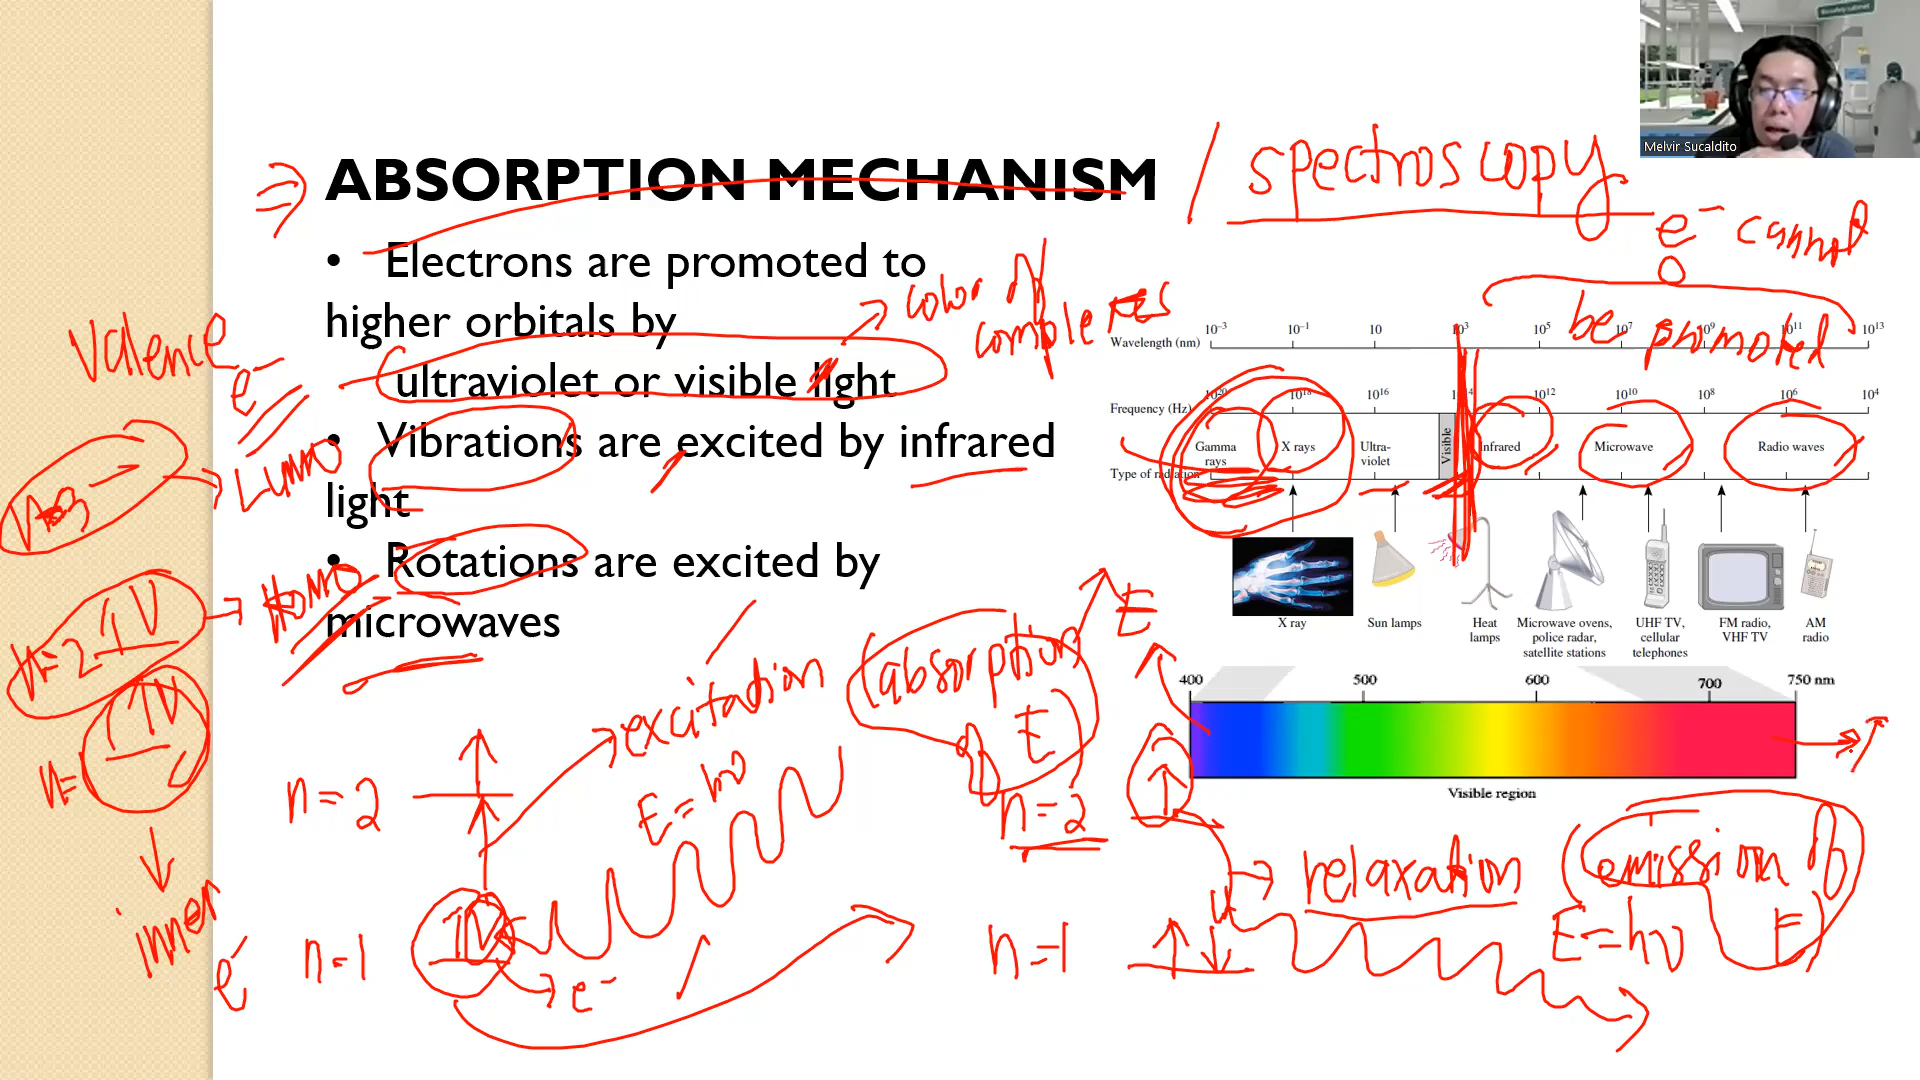 Melvir Sucaldito
ABSORPTION MECHANISM
/ spectroscopy
e⁻ cannot
be promoted
• Electrons are promoted to
higher orbitals by
ultraviolet or visible light
• Vibrations are excited by infrared
light
• Rotations are excited by
microwaves
color of
complexes
valence
e⁻
LUMO
HOMO
n=3
n=2
n=
inner
e⁻
Wavelength (nm)
10⁻³ 10⁻¹ 10 10³ 10⁵ 10⁷ 10⁹ 10¹¹ 10¹³
Frequency (Hz)
10²⁰ 10¹⁸ 10¹⁶ 10¹⁴ 10¹² 10¹⁰ 10⁸ 10⁶ 10⁴
Type of radiation
Gamma
rays
X rays
Ultra-
violet
Visible
Infrared
Microwave
Radio waves
X ray
Sun lamps
Heat
lamps
Microwave ovens,
police radar,
satellite stations
UHF TV,
cellular
telephones
FM radio,
VHF TV
AM
radio
400 500 600 700 750 nm
Visible region
excitation
(absorption
of E)
E
E=hν
n=2
n=1
e⁻
n=2
n=1
relaxation
(emission of
E)
E=hν